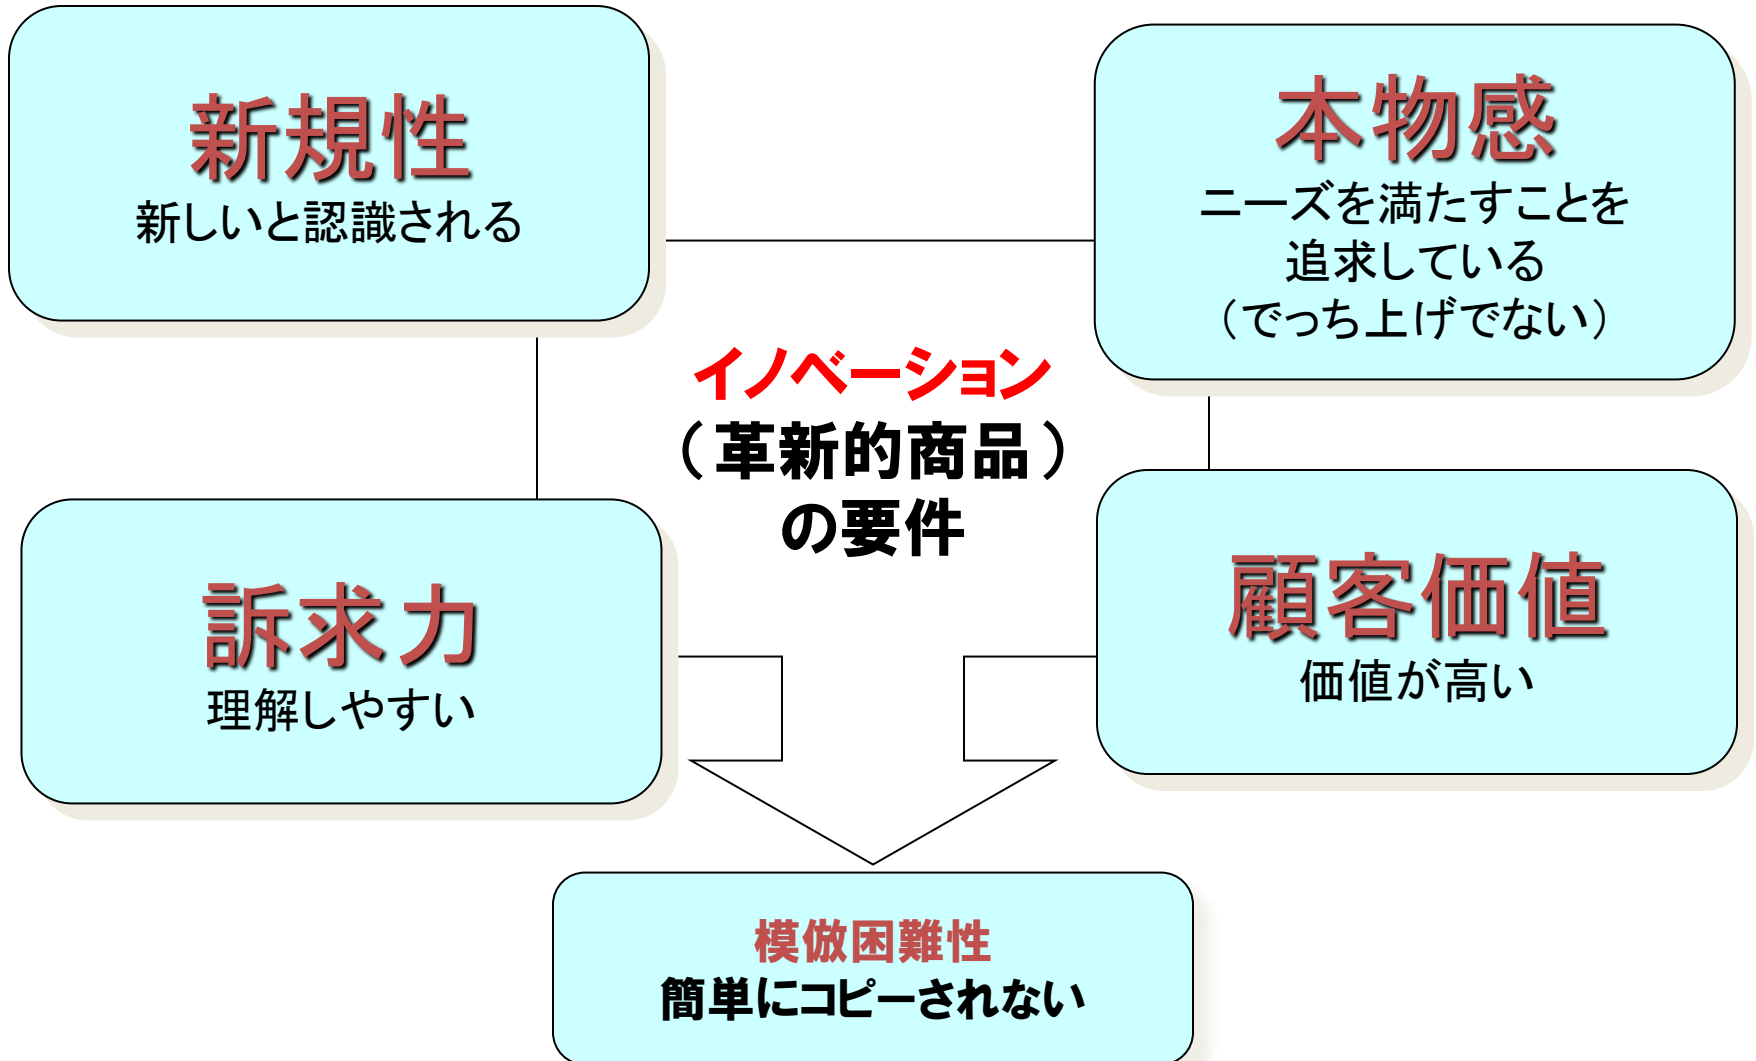 新規性
新しいと認識される
本物感
ニーズを満たすことを
追求している
（でっち上げでない）
イノベーション
（革新的商品）
の要件
訴求力
理解しやすい
顧客価値
価値が高い
模倣困難性
簡単にコピーされない